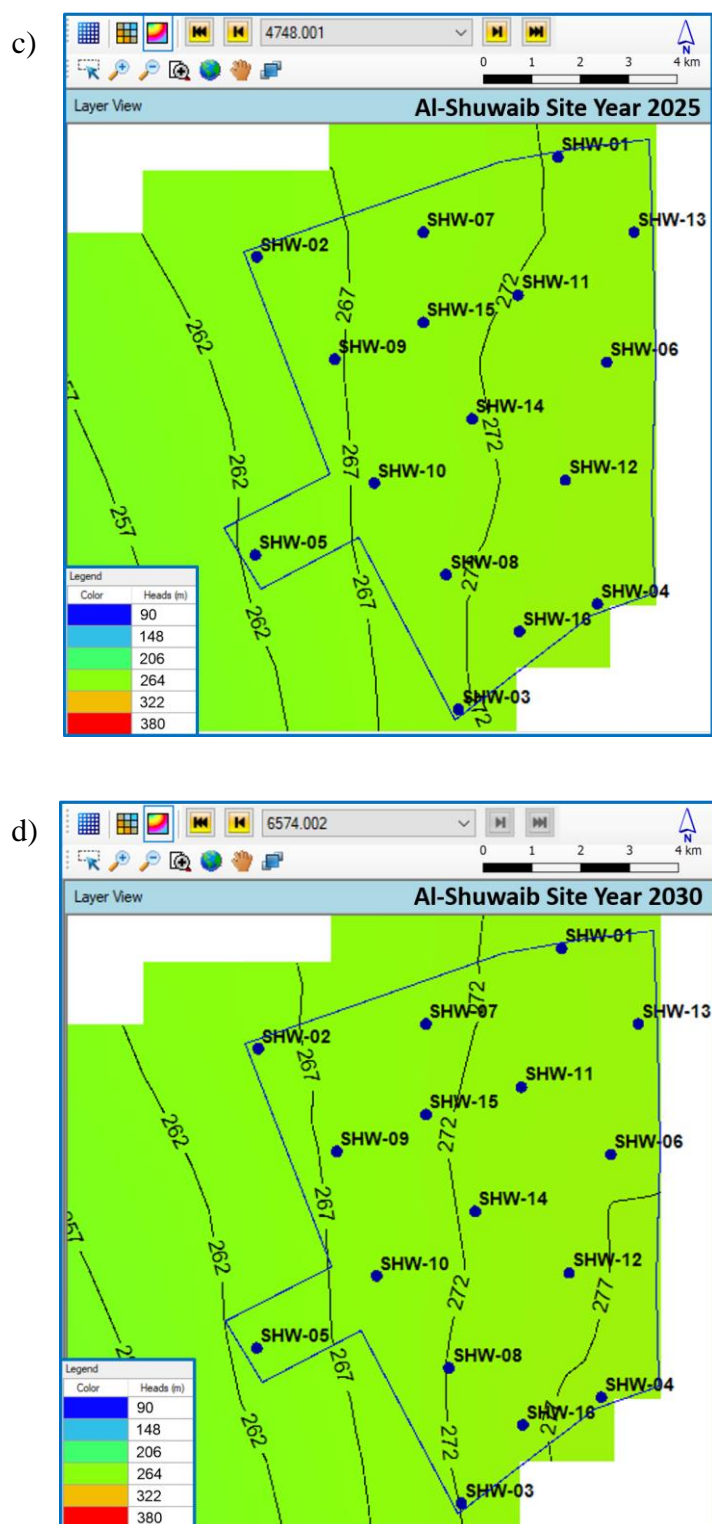 c)
4748.001
N
0 1 2 3 4 km
Layer View
Al-Shuwaib Site Year 2025
SHW-01
SHW-07
SHW-13
SHW-02
272
SHW-11
267
262
SHW-15
SHW-09
SHW-06
257
SHW-14
272
SHW-10
SHW-12
267
262
257
SHW-05
SHW-08
272
Legend
Color Heads (m)
SHW-04
262
267
SHW-16
90
148
206
264
322
380
SHW-03
272
d)
6574.002
N
0 1 2 3 4 km
Layer View
Al-Shuwaib Site Year 2030
SHW-01
272
SHW-07
SHW-13
SHW-02
267
SHW-11
SHW-15
262
272
SHW-09
SHW-06
267
SHW-14
257
262
SHW-10
SHW-12
272
277
SHW-05
SHW-08
267
Legend
Color Heads (m)
SHW-04
262
272
SHW-16
90
148
206
264
322
380
SHW-03